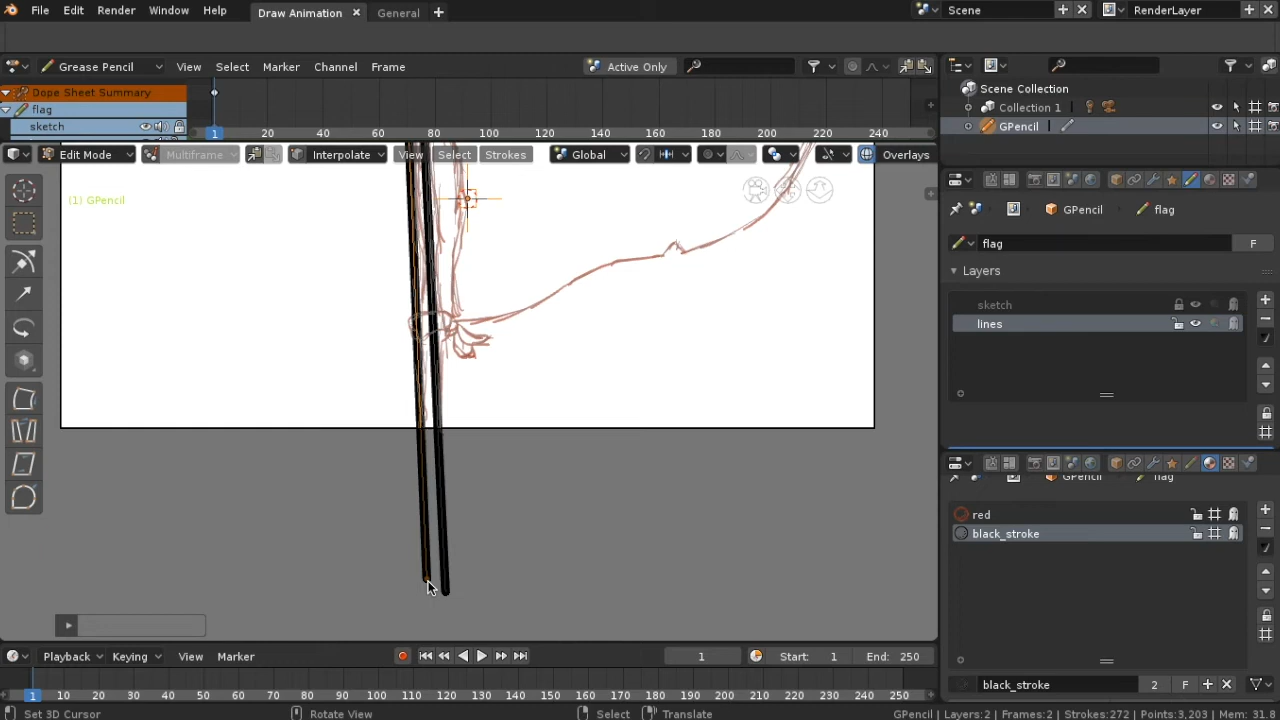 File Edit Render Window Help Draw Animation General Scene RenderLayer
Grease Pencil View Select Marker Channel Frame Active Only
Dope Sheet Summary
flag
sketch
1 20 40 60 80 100 120 140 160 180 200 220 240
Edit Mode Multiframe Interpolate View Select Strokes Global Overlays
(1) GPencil
Scene Collection
Collection 1
GPencil
GPencil flag
flag F
Layers
sketch
lines
GPencil flag
red
black_stroke
black_stroke 2 F
Playback Keying View Marker 1 Start: 1 End: 250
1 10 20 30 40 50 60 70 80 90 100 110 120 130 140 150 160 170 180 190 200 210 220 230 240 250
Set 3D Cursor Rotate View Select Translate GPencil | Layers:2 | Frames:2 | Strokes:272 | Points:3,203 | Mem: 31.8